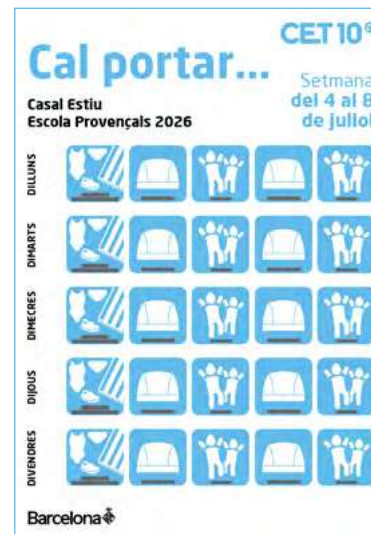 CET10
Cal portar...
Setmana
del 4 al 8
de juliol
Casal Estiu
Escola Provençals 2026
DILLUNS
DIMARTS
DIMECRES
DIJOUS
DIVENDRES
Barcelona